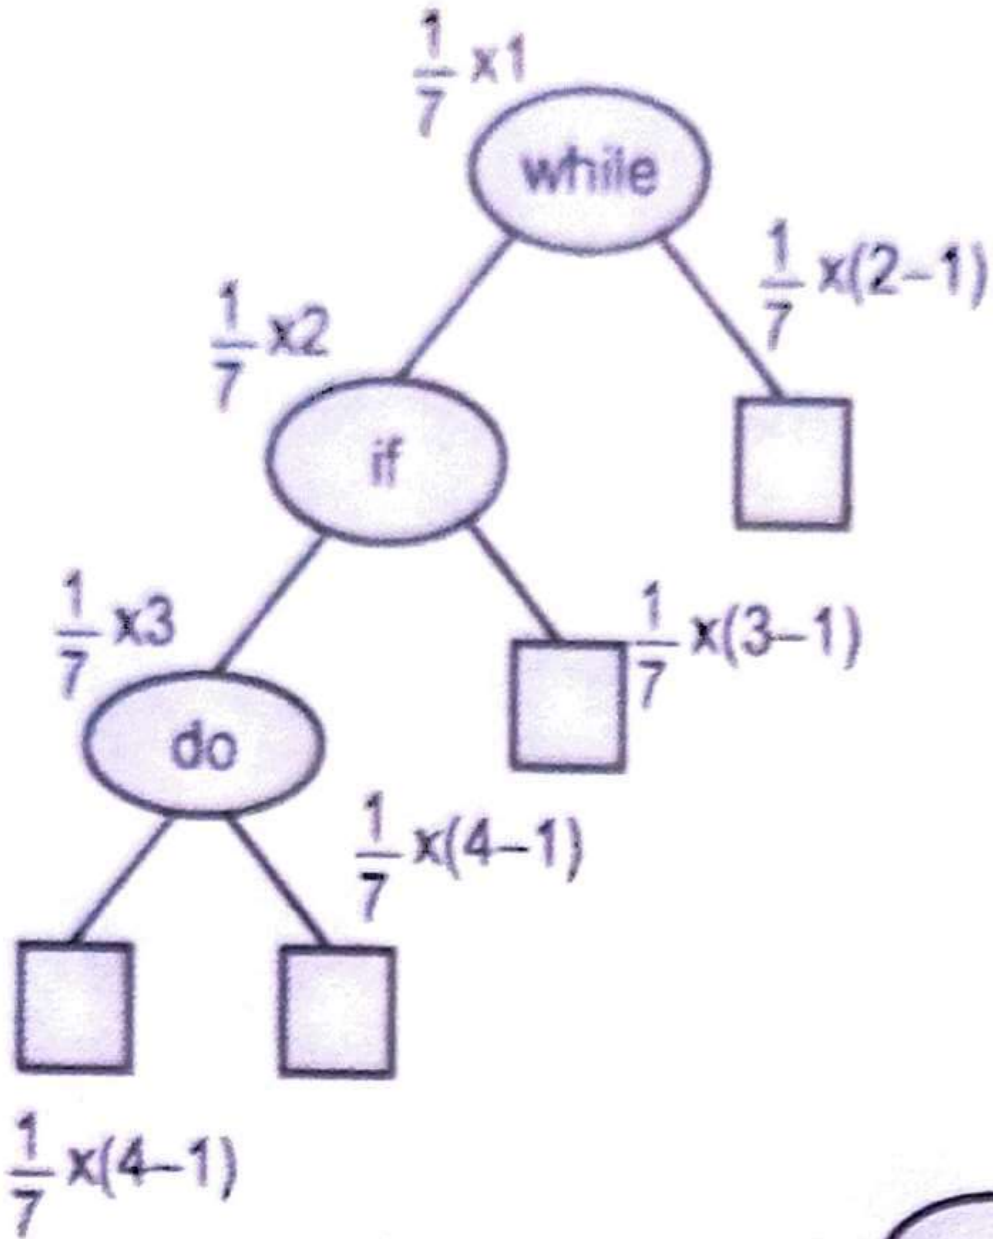 1/7 x1
while
1/7 x(2–1)
1/7 x2
if
1/7 x3
1/7 x(3–1)
do
1/7 x(4–1)
1/7 x(4–1)